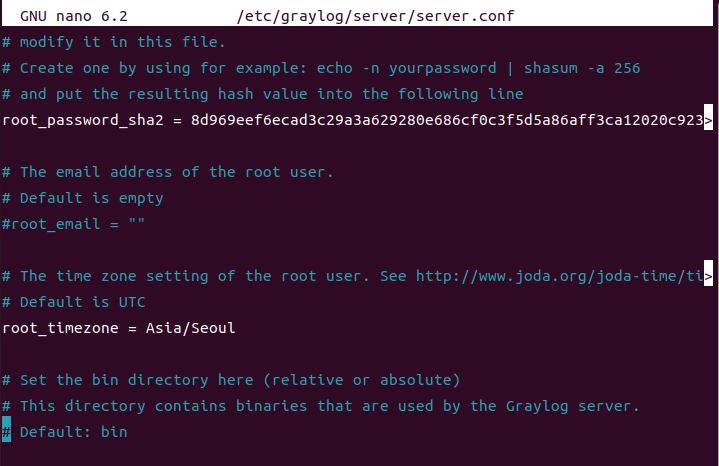 GNU nano 6.2 /etc/graylog/server/server.conf
# modify it in this file.
# Create one by using for example: echo -n yourpassword | shasum -a 256
# and put the resulting hash value into the following line
root_password_sha2 = 8d969eef6ecad3c29a3a629280e686cf0c3f5d5a86aff3ca12020c923>
# The email address of the root user.
# Default is empty
#root_email = ""
# The time zone setting of the root user. See http://www.joda.org/joda-time/ti>
# Default is UTC
root_timezone = Asia/Seoul
# Set the bin directory here (relative or absolute)
# This directory contains binaries that are used by the Graylog server.
# Default: bin